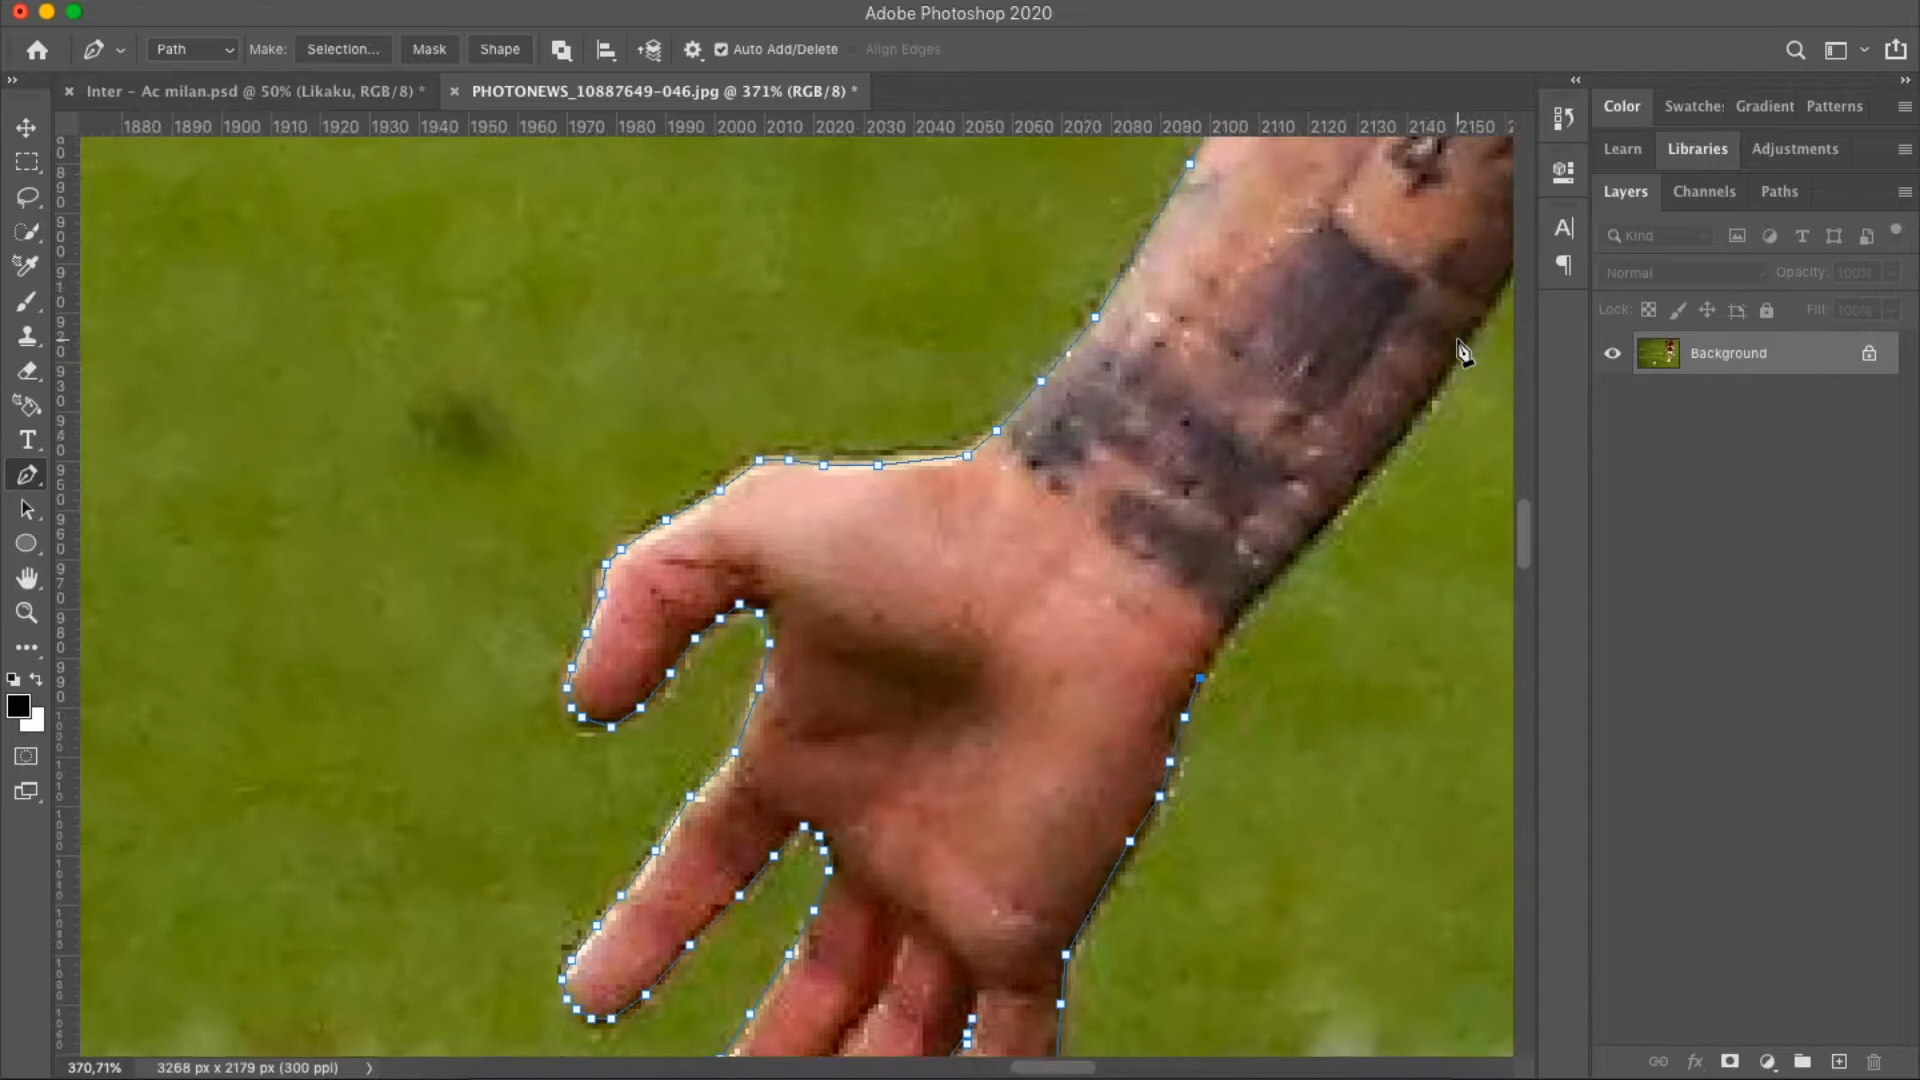 Adobe Photoshop 2020
Path Make: Selection... Mask Shape Auto Add/Delete Align Edges
× Inter - Ac milan.psd @ 50% (Likaku, RGB/8) * × PHOTONEWS_10887649-046.jpg @ 371% (RGB/8) *
1880 1890 1900 1910 1920 1930 1940 1950 1960 1970 1980 1990 2000 2010 2020 2030 2040 2050 2060 2070 2080 2090 2100 2110 2120 2130 2140 2150
Color Swatches Gradient Patterns
Learn Libraries Adjustments
Layers Channels Paths
Kind
Normal Opacity: 100%
Lock: Fill: 100%
Background
370,71% 3268 px x 2179 px (300 ppi)